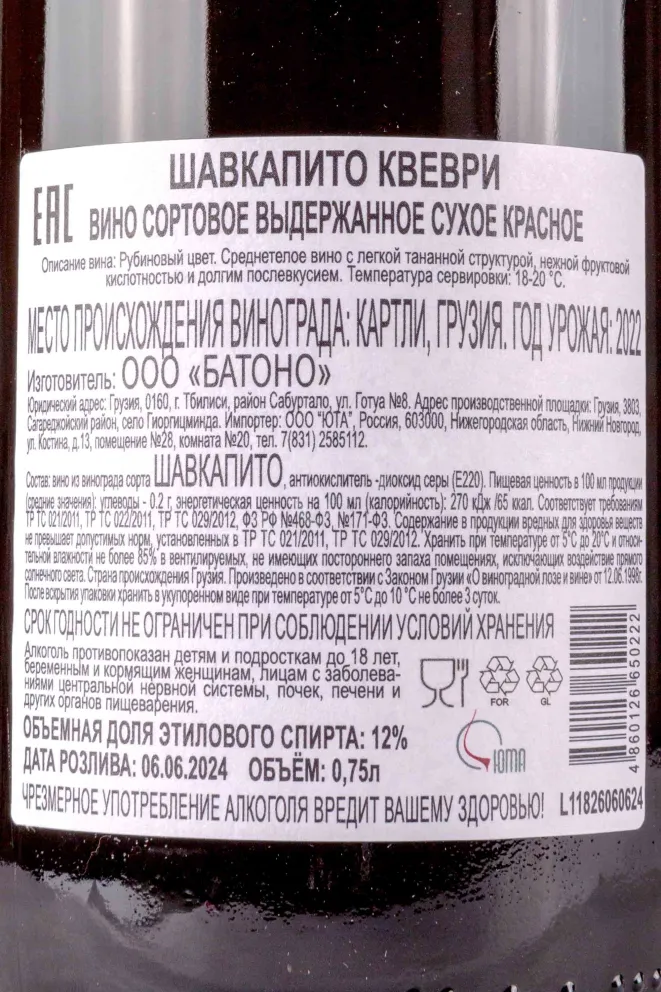 ШАВКАПИТО КВЕВРИ
ЕАС
ВИНО СОРТОВОЕ ВЫДЕРЖАННОЕ СУХОЕ КРАСНОЕ
Описание вина: Рубиновый цвет. Среднетелое вино с легкой тананной структурой, нежной фруктовой
кислотностью и долгим послевкусием. Температура сервировки: 18-20 °С.
МЕСТО ПРОИСХОЖДЕНИЯ ВИНОГРАДА: КАРТЛИ, ГРУЗИЯ. ГОД УРОЖАЯ: 2022
Изготовитель: ООО «БАТОНО»
Юридический адрес: Грузия, 0160, г. Тбилиси, район Сабуртало, ул. Готуа №8. Адрес производственной площадки: Грузия, 3803,
Сагареджойский район, село Гиоргицминда. Импортер: ООО "ЮТА", Россия, 603000, Нижегородская область, Нижний Новгород,
ул. Костина, д.13, помещение №28, комната №20, тел. 7(831) 2585112.
Состав: вино из винограда сорта ШАВКАПИТО, антиокислитель -диоксид серы (Е220). Пищевая ценность в 100 мл продукции
(средние значения): углеводы - 0.2 г, энергетическая ценность на 100 мл (калорийность): 270 кДж /65 ккал. Соответствует требованиям
ТР ТС 021/2011, ТР ТС 022/2011, ТР ТС 029/2012, ФЗ РФ №468-ФЗ, №171-ФЗ. Содержание в продукции вредных для здоровья веществ
не превышает допустимых норм, установленных в ТР ТС 021/2011, ТР ТС 029/2012. Хранить при температуре от 5°С до 20°С и относи-
тельной влажности не более 85% в вентилируемых, не имеющих постороннего запаха помещениях, исключающих воздействие прямого
солнечного света. Страна происхождения Грузия. Произведено в соответствии с Законом Грузии «О виноградной лозе и вине» от 12.06.1998г.
После вскрытия упаковки хранить в укупоренном виде при температуре от 5°С до 10 °С не более 3 суток.
СРОК ГОДНОСТИ НЕ ОГРАНИЧЕН ПРИ СОБЛЮДЕНИИ УСЛОВИЙ ХРАНЕНИЯ
Алкоголь противопоказан детям и подросткам до 18 лет,
беременным и кормящим женщинам, лицам с заболева-
ниями центральной нервной системы, почек, печени и
других органов пищеварения.
FOR
GL
4 860126 650222
ОБЪЕМНАЯ ДОЛЯ ЭТИЛОВОГО СПИРТА: 12%
ДАТА РОЗЛИВА: 06.06.2024 ОБЪЁМ: 0,75л
ЮТА
ЧРЕЗМЕРНОЕ УПОТРЕБЛЕНИЕ АЛКОГОЛЯ ВРЕДИТ ВАШЕМУ ЗДОРОВЬЮ! L11826060624